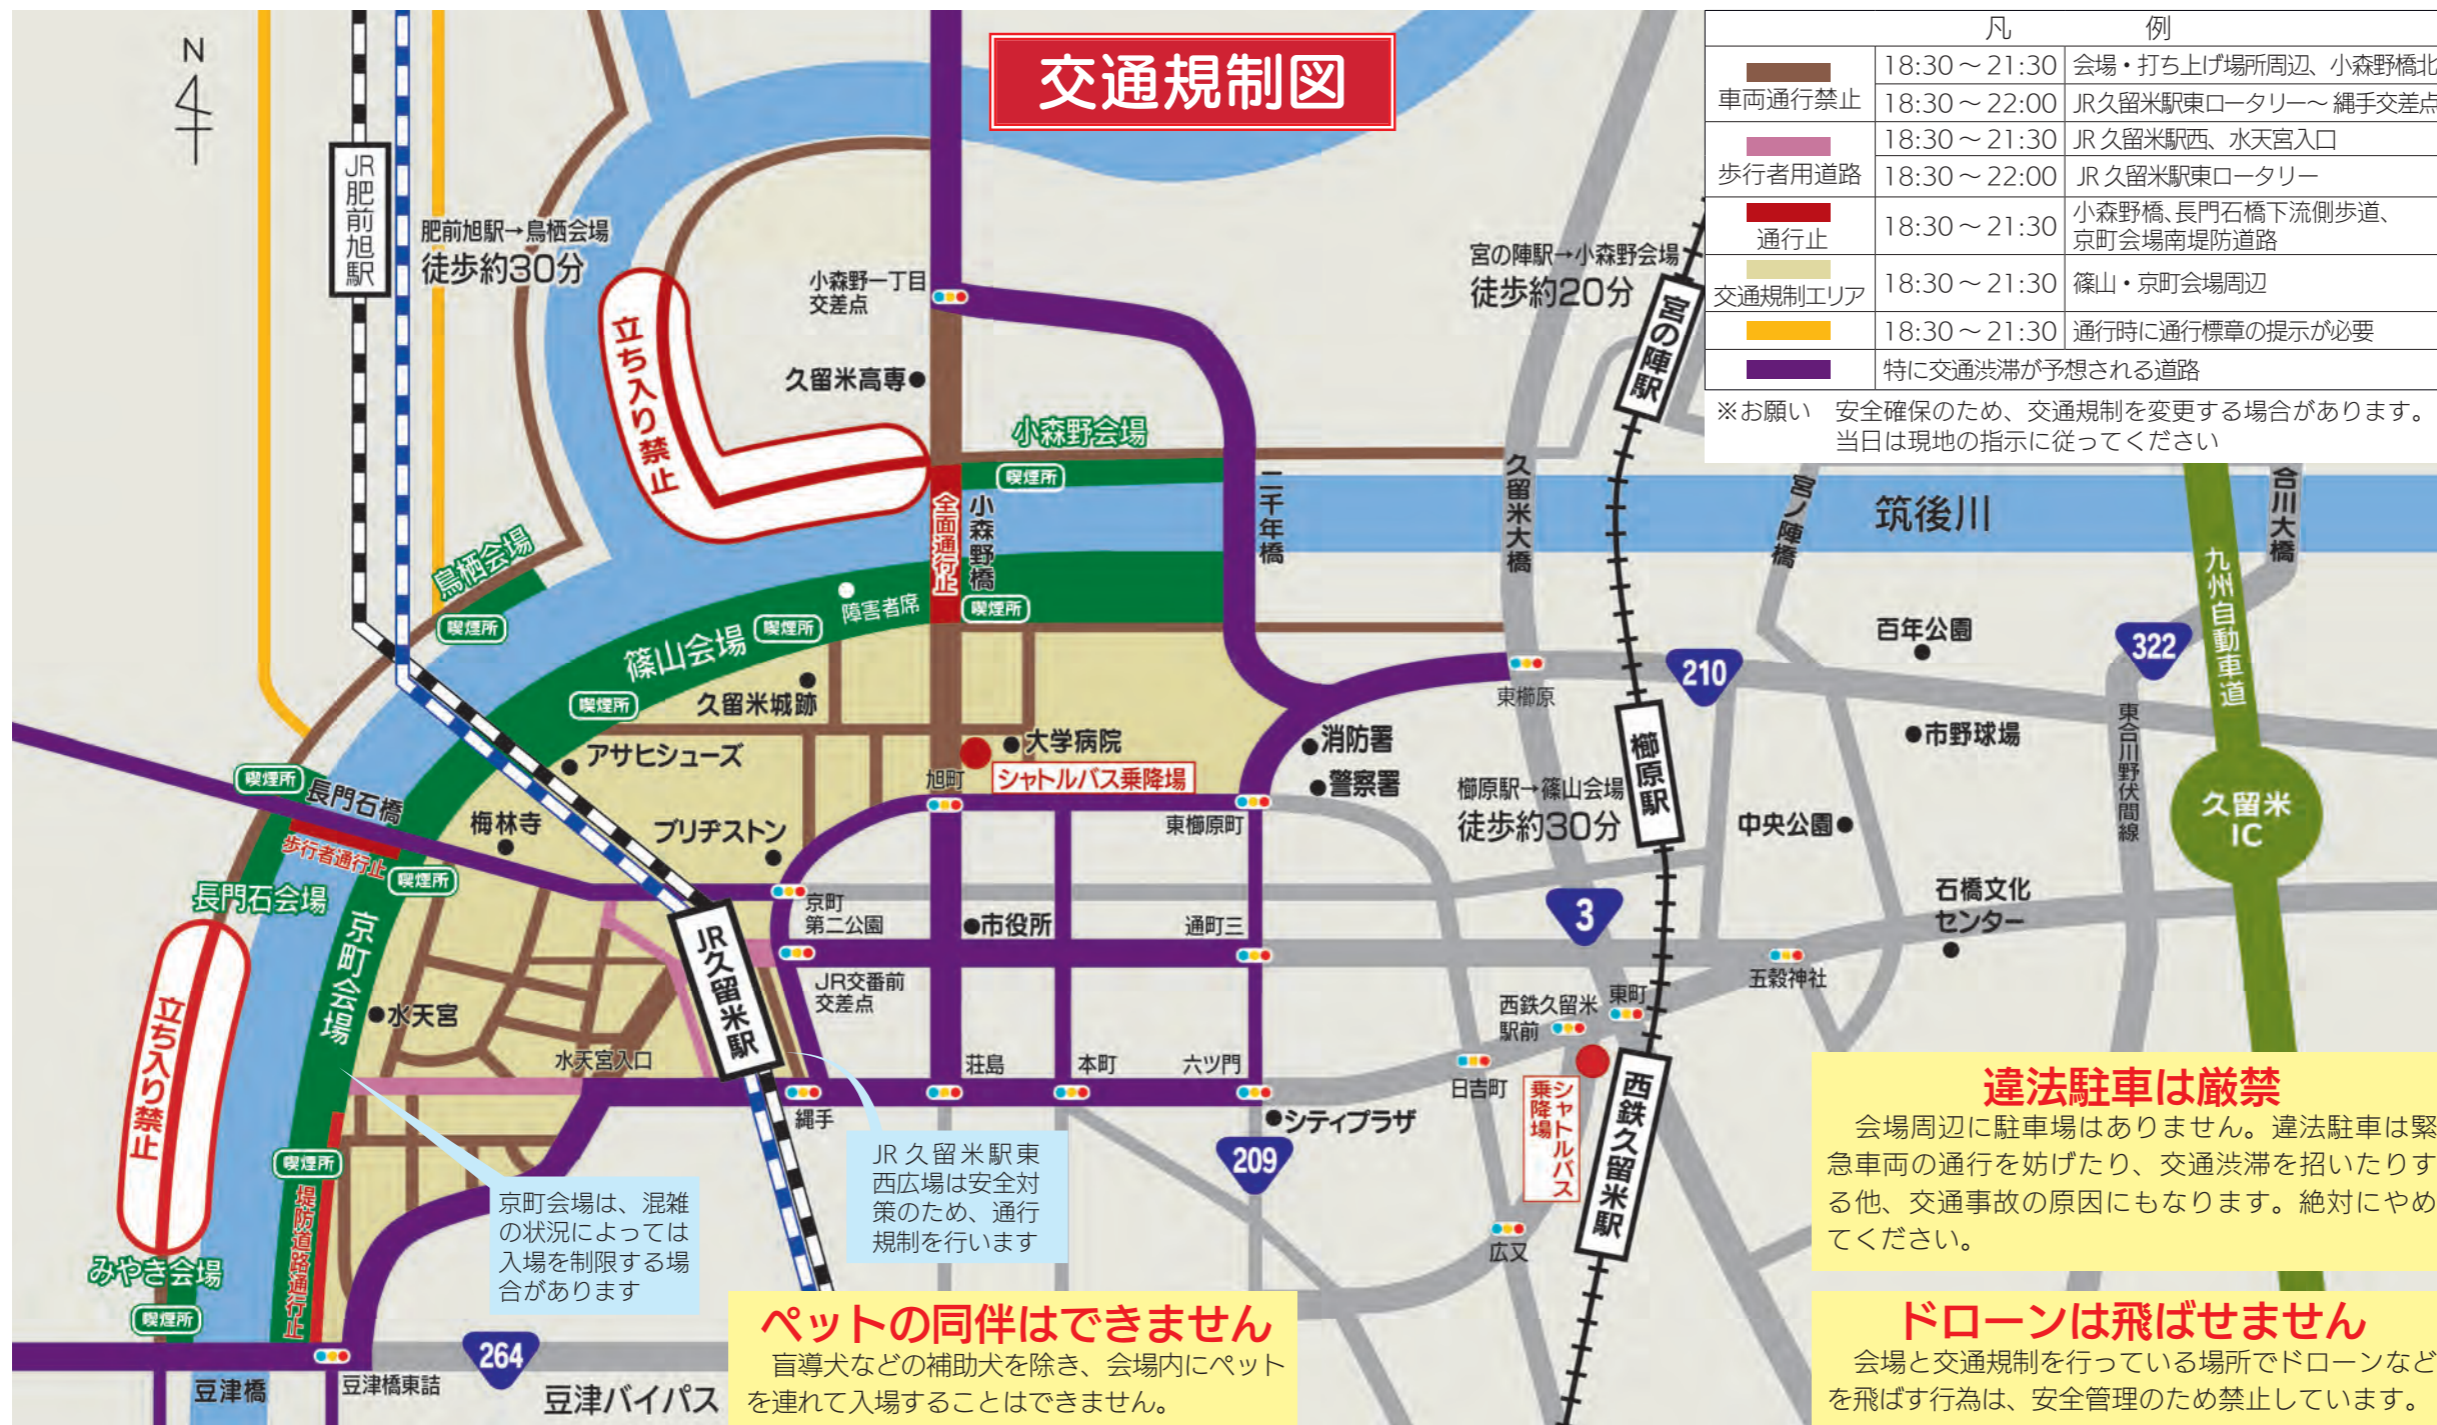 交通規制図
N
凡例
車両通行禁止
18:30～21:30 会場・打ち上げ場所周辺、小森野橋北
18:30～22:00 JR久留米駅東ロータリー～縄手交差点
歩行者用道路
18:30～21:30 JR久留米駅西、水天宮入口
18:30～22:00 JR久留米駅東ロータリー
通行止
18:30～21:30 小森野橋、長門石橋下流側歩道、
京町会場南堤防道路
交通規制エリア
18:30～21:30 篠山・京町会場周辺
18:30～21:30 通行時に通行標章の提示が必要
特に交通渋滞が予想される道路
※お願い 安全確保のため、交通規制を変更する場合があります。
当日は現地の指示に従ってください
JR肥前旭駅
肥前旭駅→鳥栖会場
徒歩約30分
立ち入り禁止
小森野一丁目
交差点
久留米高専
宮の陣駅→小森野会場
徒歩約20分
宮の陣駅
小森野会場
喫煙所
全面通行止
小森野橋
二千年橋
久留米大橋
宮ノ陣橋
筑後川
合川大橋
九州自動車道
鳥栖会場
喫煙所
篠山会場
喫煙所
障害者席
喫煙所
喫煙所
久留米城跡
アサヒシューズ
大学病院
旭町
シャトルバス乗降場
東櫛原町
消防署
警察署
東櫛原
210
百年公園
322
市野球場
東合川野伏間線
櫛原駅→篠山会場
徒歩約30分
櫛原駅
中央公園
久留米
IC
喫煙所
長門石橋
歩行者通行止
喫煙所
梅林寺
ブリヂストン
長門石会場
京町会場
京町
第二公園
市役所
通町三
3
石橋文化
センター
JR久留米駅
JR交番前
交差点
五穀神社
立ち入り禁止
水天宮
水天宮入口
縄手
荘島
本町
六ツ門
日吉町
西鉄久留米
駅前
東町
シャトルバス
乗降場
西鉄久留米駅
シティプラザ
209
広又
喫煙所
堤防道路通行止
みやき会場
喫煙所
京町会場は、混雑
の状況によっては
入場を制限する場
合があります
JR久留米駅東
西広場は安全対
策のため、通行
規制を行います
豆津橋
豆津橋東詰
264
豆津バイパス
ペットの同伴はできません
盲導犬などの補助犬を除き、会場内にペット
を連れて入場することはできません。
違法駐車は厳禁
会場周辺に駐車場はありません。違法駐車は緊
急車両の通行を妨げたり、交通渋滞を招いたりす
る他、交通事故の原因にもなります。絶対にやめ
てください。
ドローンは飛ばせません
会場と交通規制を行っている場所でドローンなど
を飛ばす行為は、安全管理のため禁止しています。